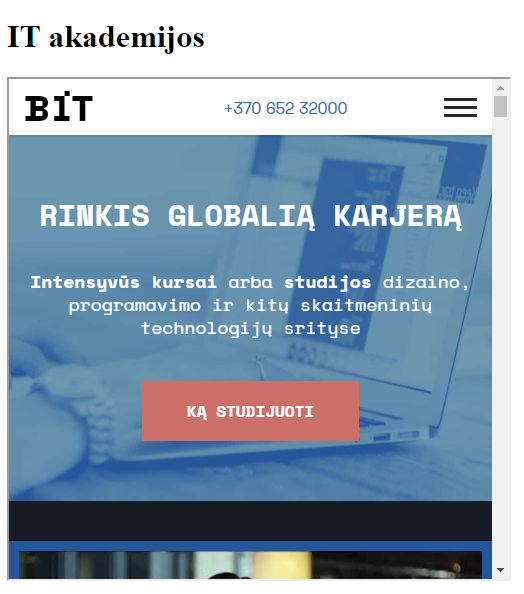 IT akademijos
BIT
+370 652 32000
RINKIS GLOBALIĄ KARJERĄ
Intensyvūs kursai arba studijos dizaino,
programavimo ir kitų skaitmeninių
technologijų srityse
KĄ STUDIJUOTI